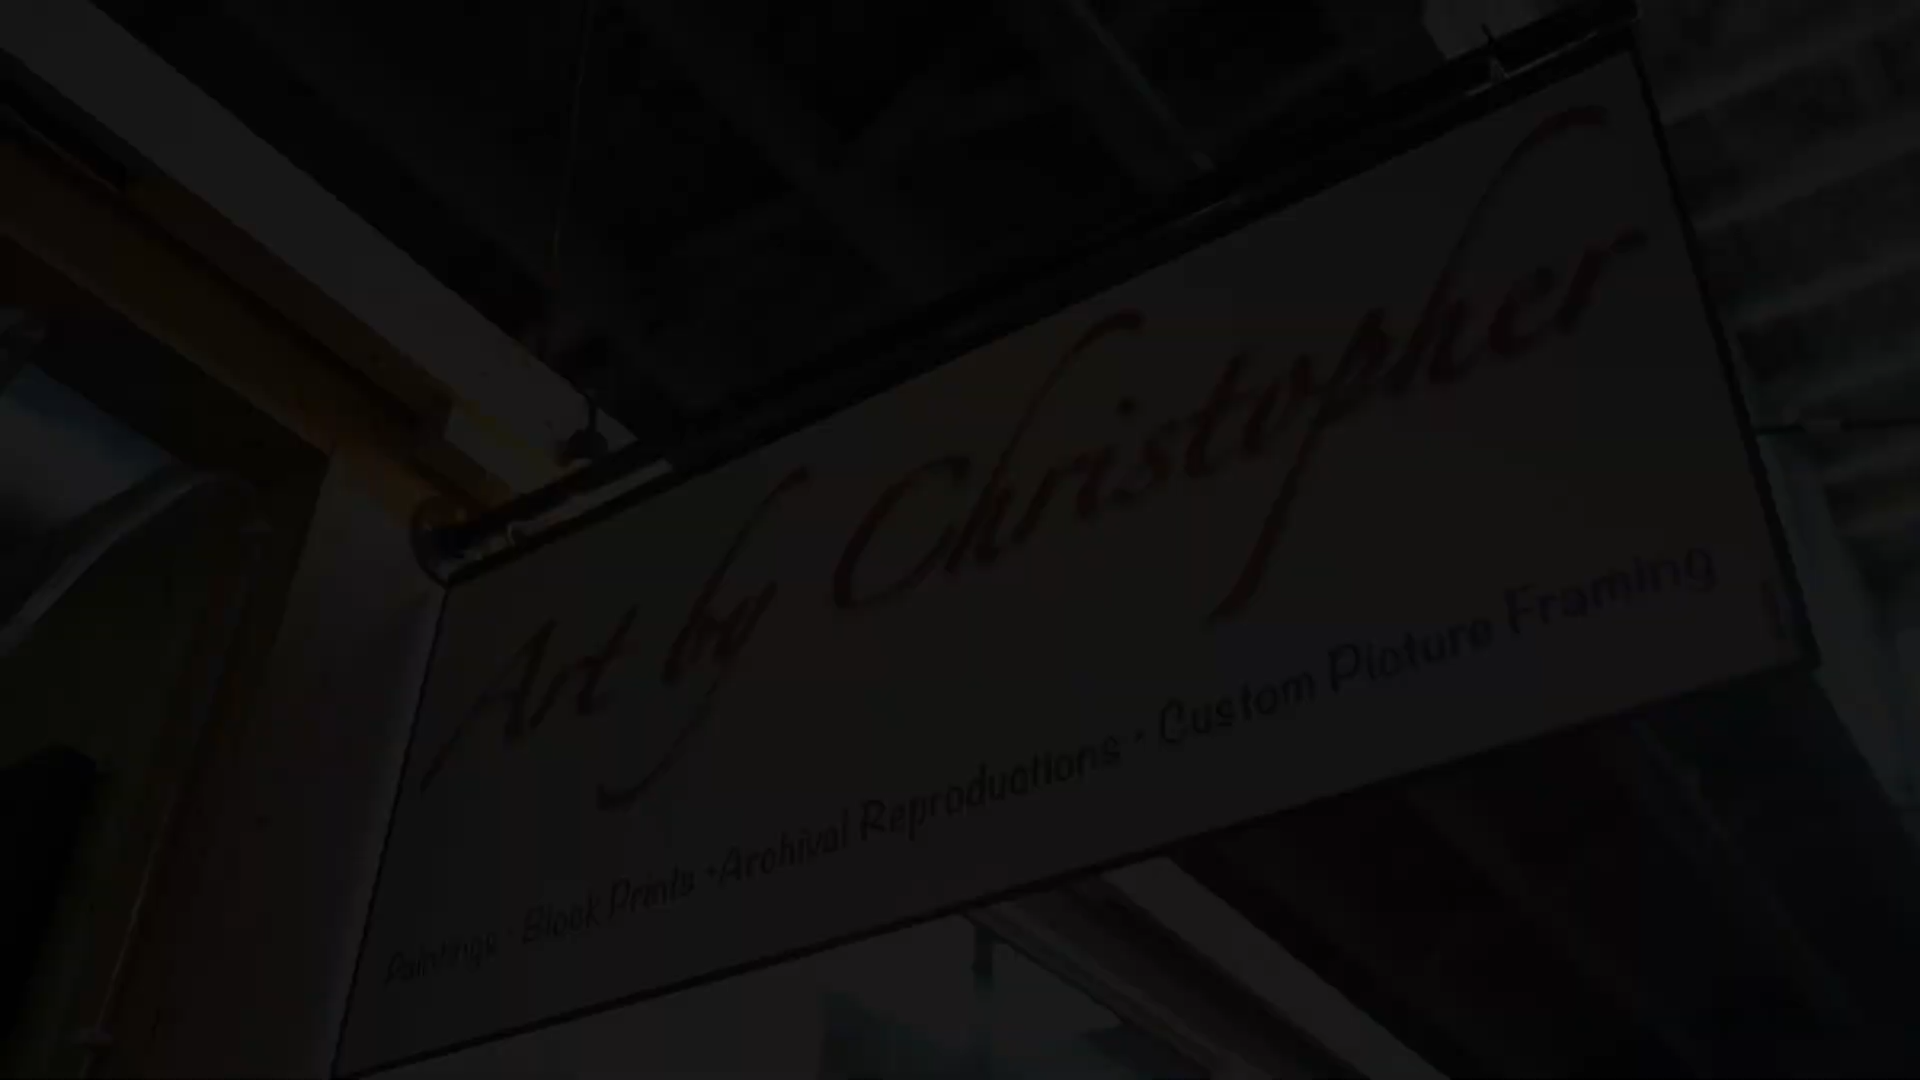 Art by Christopher
Paintings · Block Prints · Archival Reproductions · Custom Picture Framing